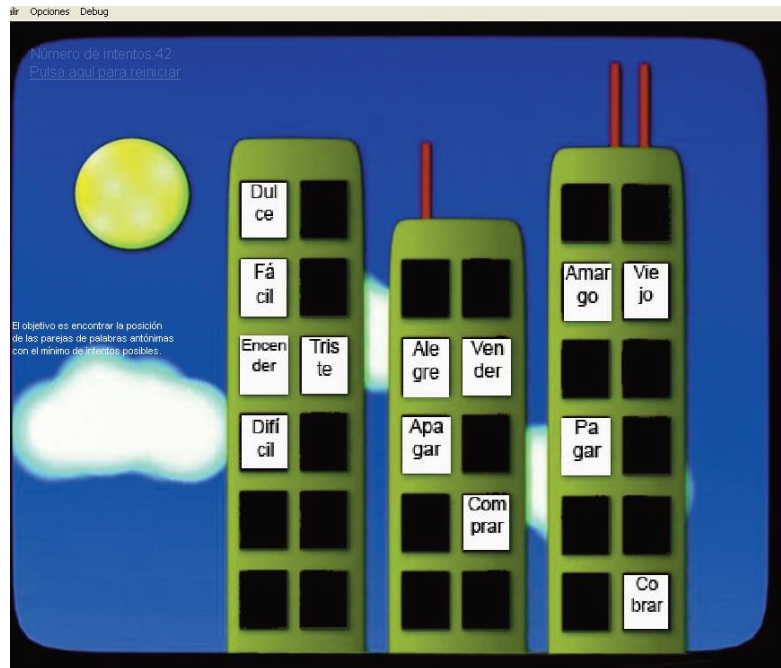 lir Opciones Debug
Número de intentos:42
Pulsa aquí para reiniciar
El objetivo es encontrar la posición
de las parejas de palabras antónimas
con el mínimo de intentos posibles.
Dul
ce
Fá
cil
Encen
der
Tris
te
Difí
cil
Ale
gre
Ven
der
Apa
gar
Com
prar
Amar
go
Vie
jo
Pa
gar
Co
brar